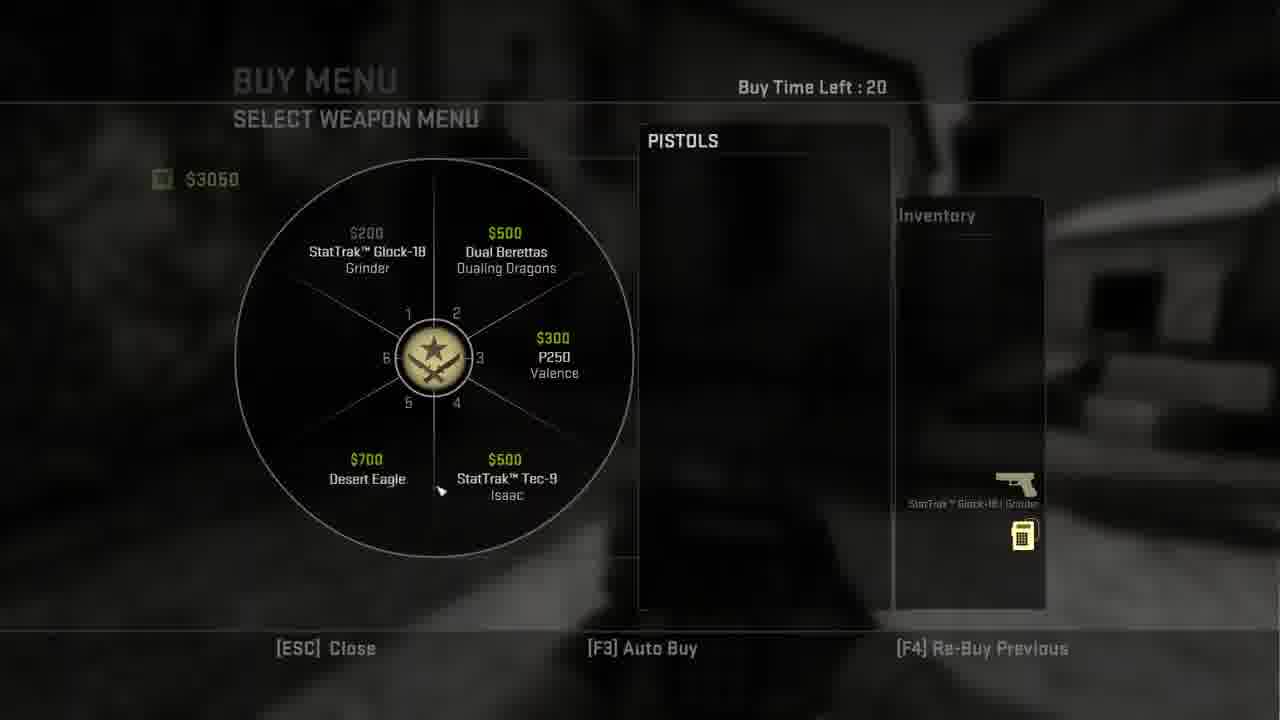 BUY MENU
Buy Time Left : 20
SELECT WEAPON MENU
PISTOLS
$3050
Inventory
$200
StatTrak™ Glock-18
Grinder
$500
Dual Berettas
Dualing Dragons
1
2
$300
P250
Valence
6
3
5
4
$700
Desert Eagle
$500
StatTrak™ Tec-9
Isaac
StatTrak™ Glock-18 | Grinder
[ESC] Close
[F3] Auto Buy
[F4] Re-Buy Previous